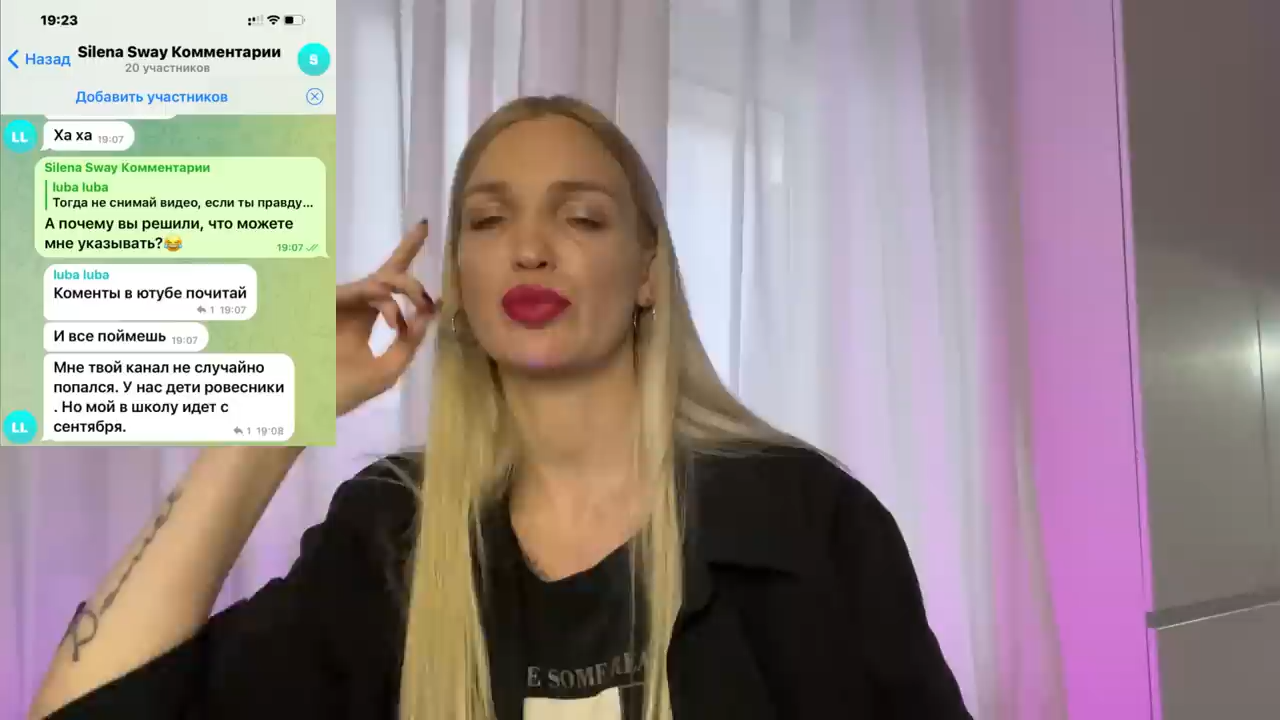 19:23
Назад
Silena Sway Комментарии
20 участников
S
Добавить участников
LL
Ха ха 19:07
Silena Sway Комментарии
luba luba
Тогда не снимай видео, если ты правду...
А почему вы решили, что можете
мне указывать?😂
19:07
luba luba
Коменты в ютубе почитай
1 19:07
И все поймешь 19:07
Мне твой канал не случайно
попался. У нас дети ровесники
. Но мой в школу идет с
сентября.
1 19:08
LL
E SOME